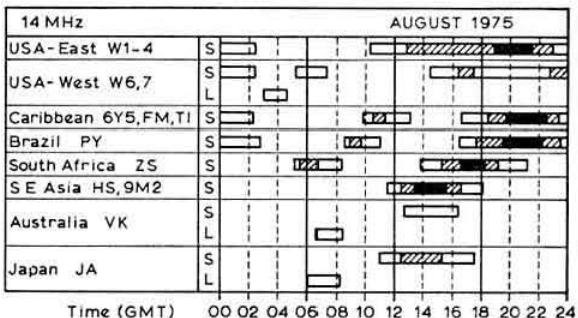 14 MHz AUGUST 1975
USA-East W1-4 S
USA-West W6,7 S
L
Caribbean 6Y5,FM,TI S
Brazil PY S
South Africa ZS S
S E Asia HS,9M2 S
Australia VK S
L
Japan JA S
L
Time (GMT) 00 02 04 06 08 10 12 14 16 18 20 22 24